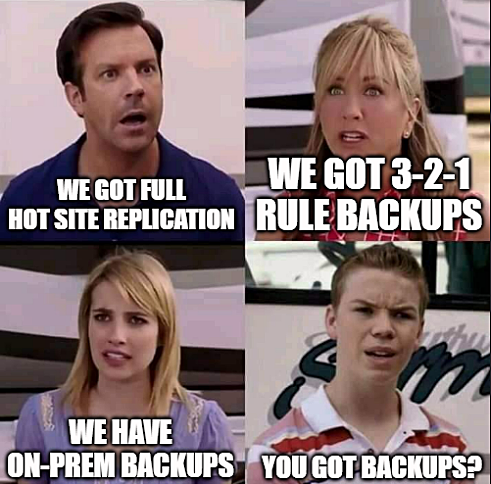 WE GOT FULL
HOT SITE REPLICATION
WE GOT 3-2-1
RULE BACKUPS
WE HAVE
ON-PREM BACKUPS
YOU GOT BACKUPS?